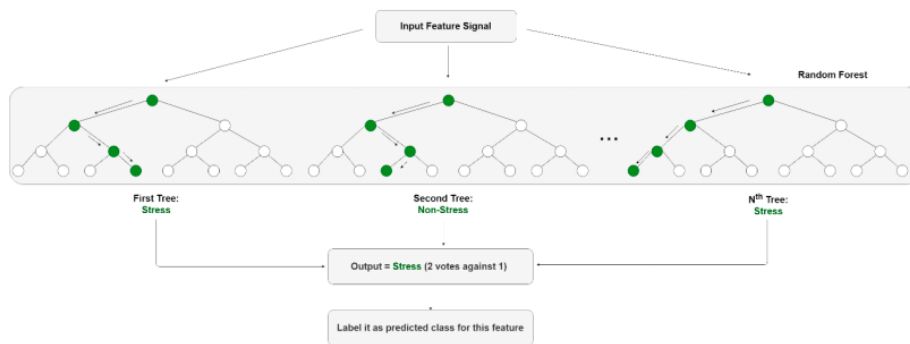 Input Feature Signal
Random Forest
...
First Tree:
Stress
Second Tree:
Non-Stress
Nth Tree:
Stress
Output = Stress (2 votes against 1)
Label it as predicted class for this feature